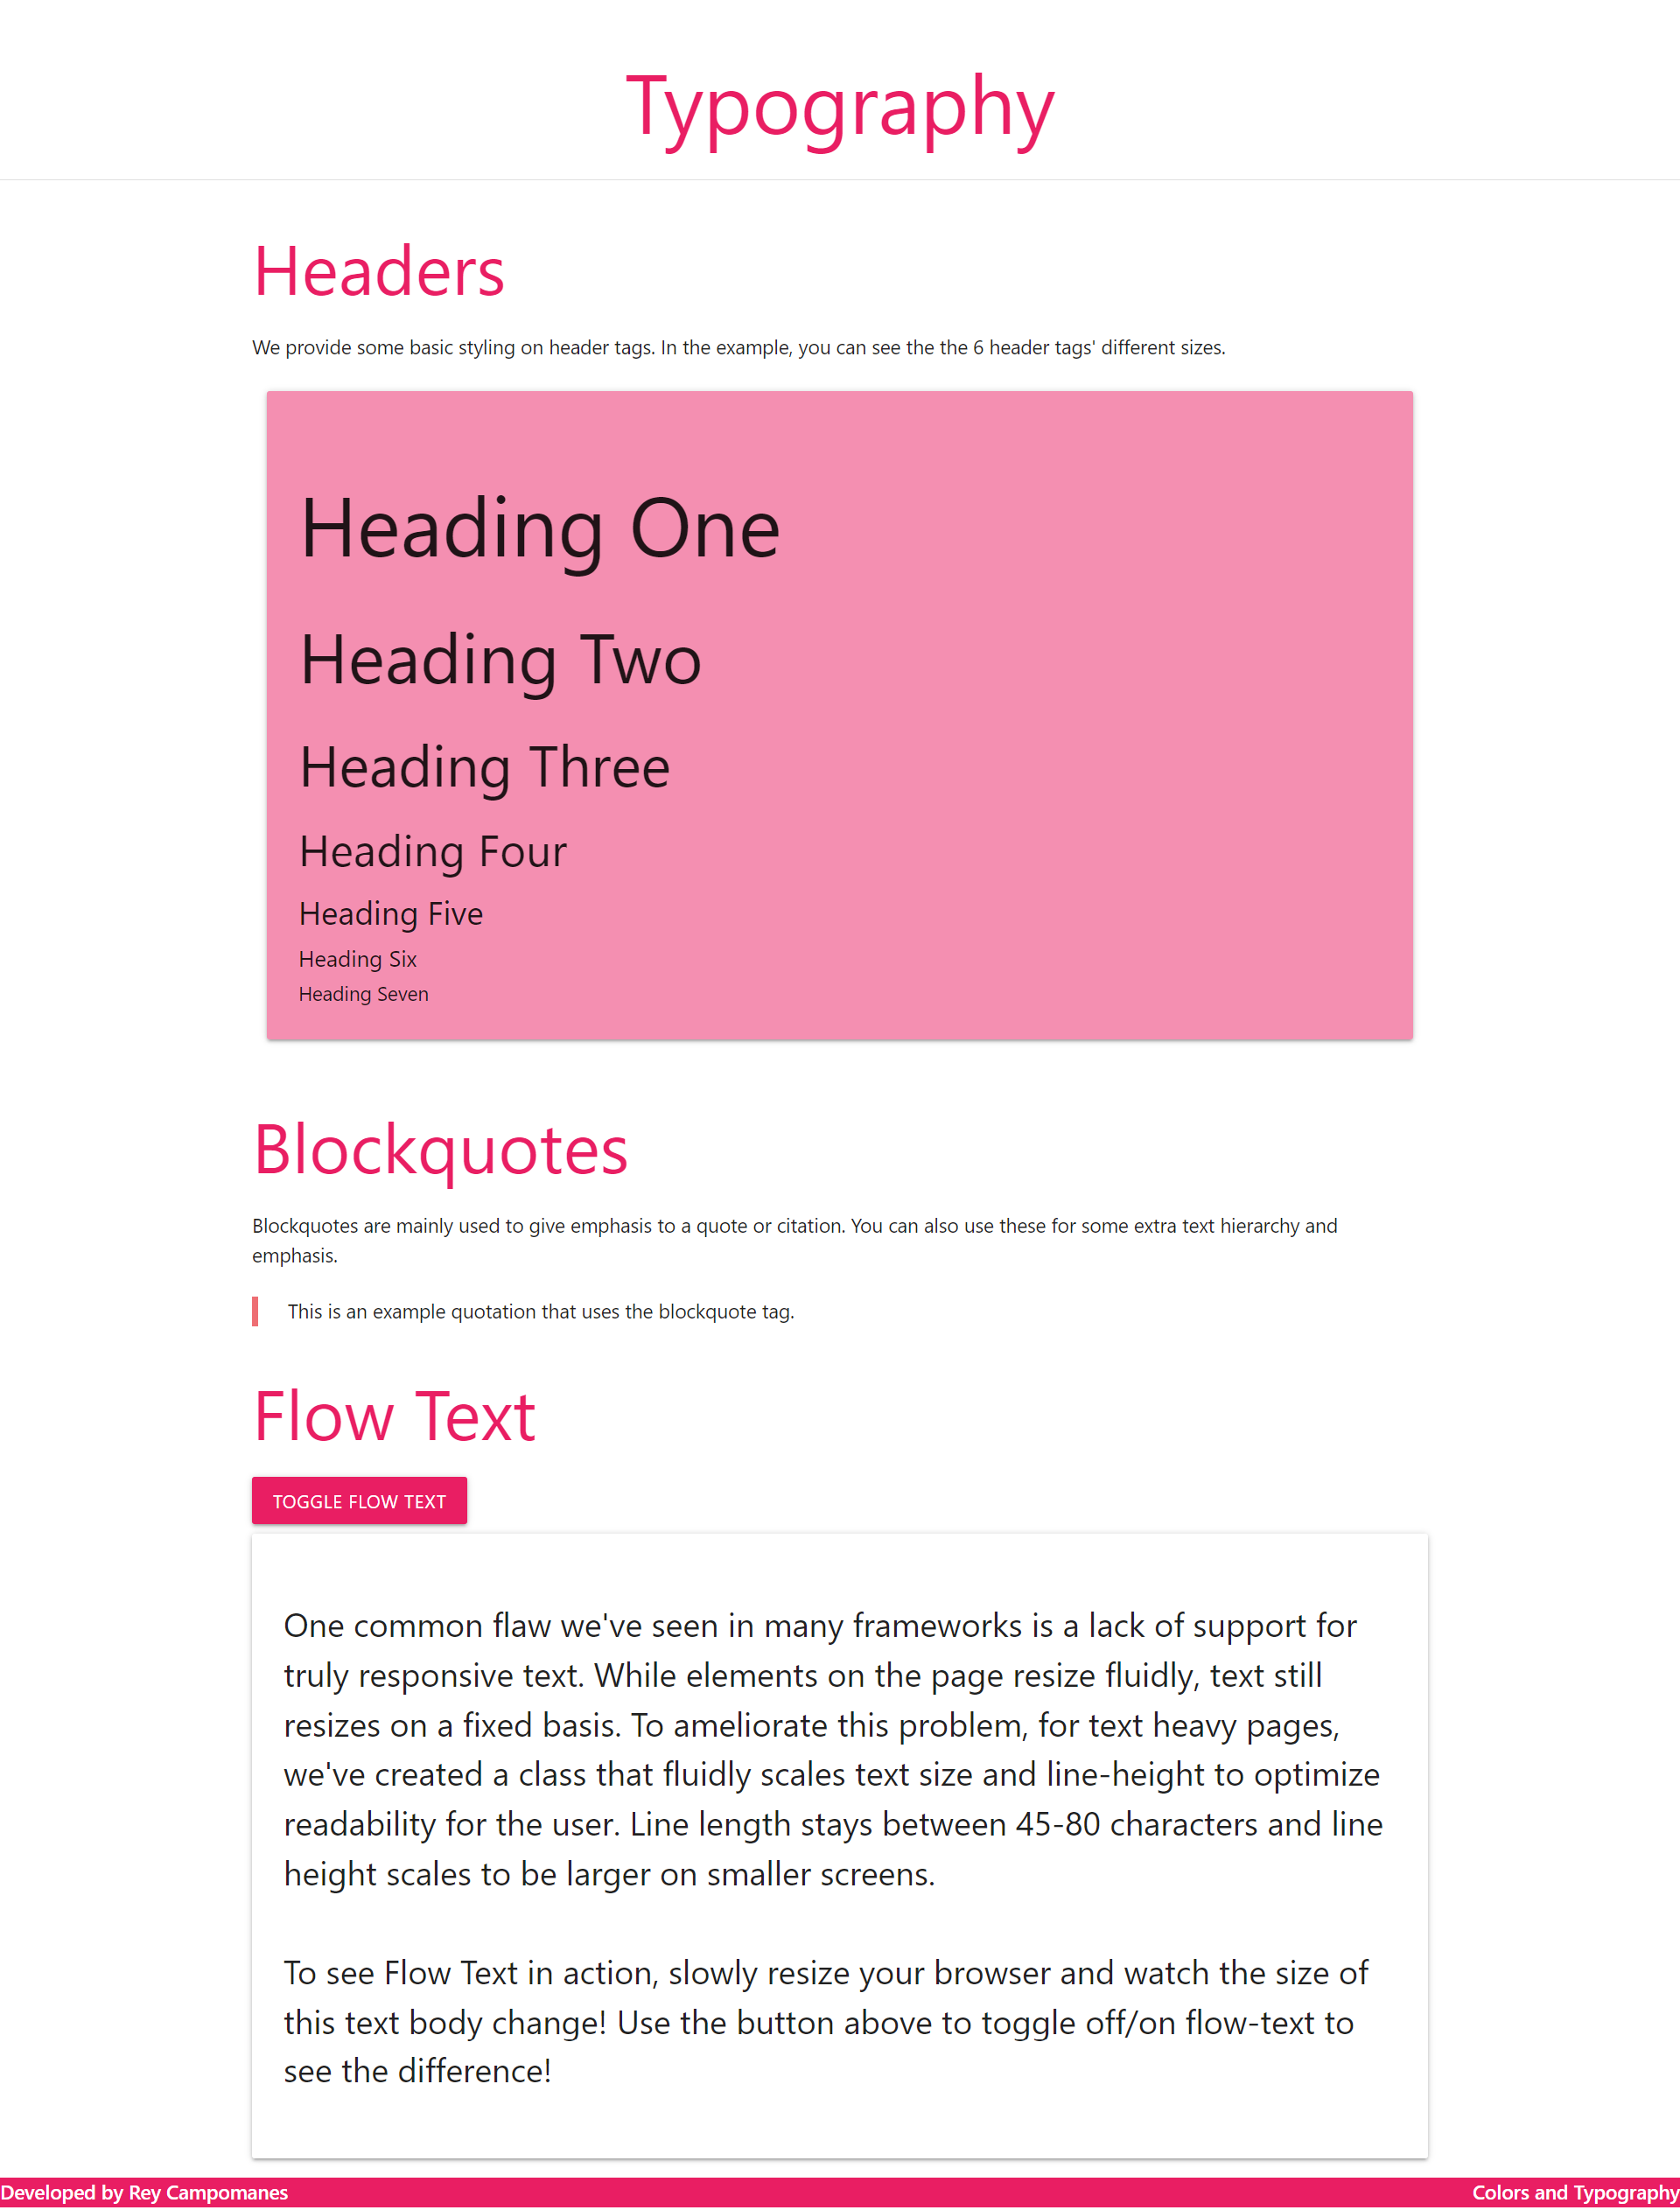 Typography
Headers
We provide some basic styling on header tags. In the example, you can see the the 6 header tags' different sizes.
Heading One
Heading Two
Heading Three
Heading Four
Heading Five
Heading Six
Heading Seven
Blockquotes
Blockquotes are mainly used to give emphasis to a quote or citation. You can also use these for some extra text hierarchy and
emphasis.
This is an example quotation that uses the blockquote tag.
Flow Text
TOGGLE FLOW TEXT
One common flaw we've seen in many frameworks is a lack of support for
truly responsive text. While elements on the page resize fluidly, text still
resizes on a fixed basis. To ameliorate this problem, for text heavy pages,
we've created a class that fluidly scales text size and line-height to optimize
readability for the user. Line length stays between 45-80 characters and line
height scales to be larger on smaller screens.
To see Flow Text in action, slowly resize your browser and watch the size of
this text body change! Use the button above to toggle off/on flow-text to
see the difference!
Developed by Rey Campomanes
Colors and Typography